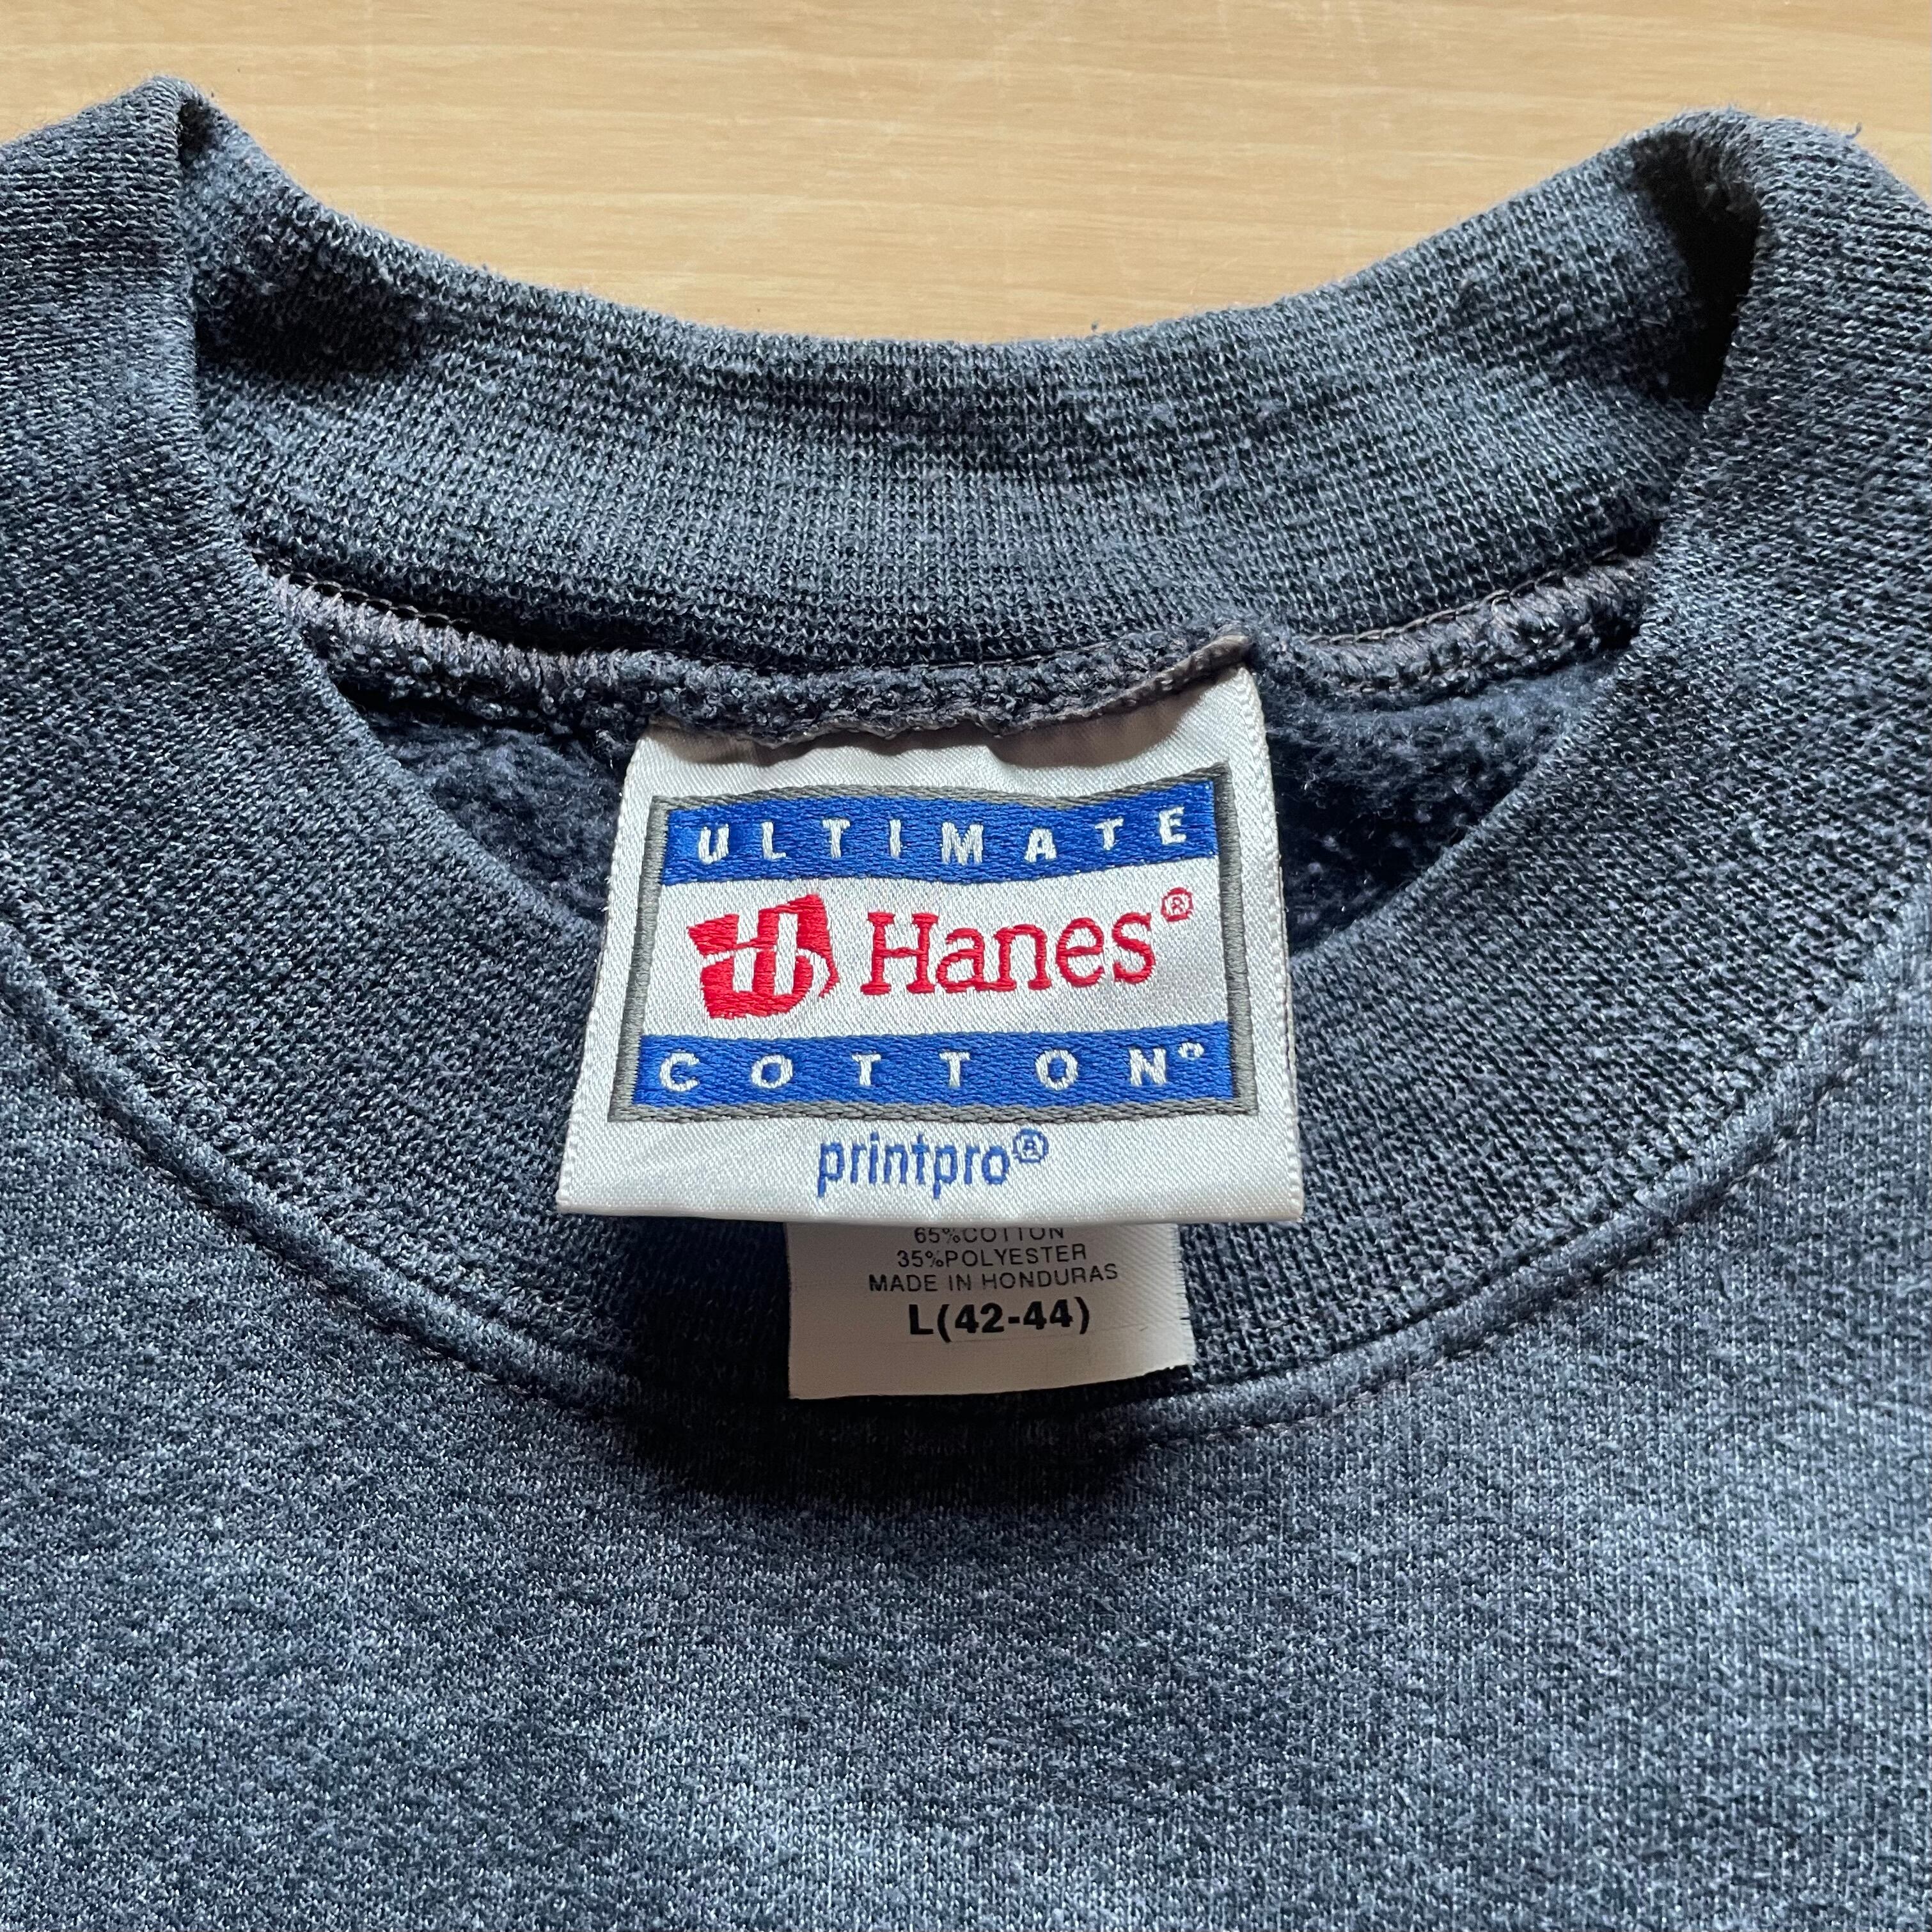 ULTIMATE
Hanes®
COTTON®
printpro®
65%COTTON
35%POLYESTER
MADE IN HONDURAS
L(42-44)